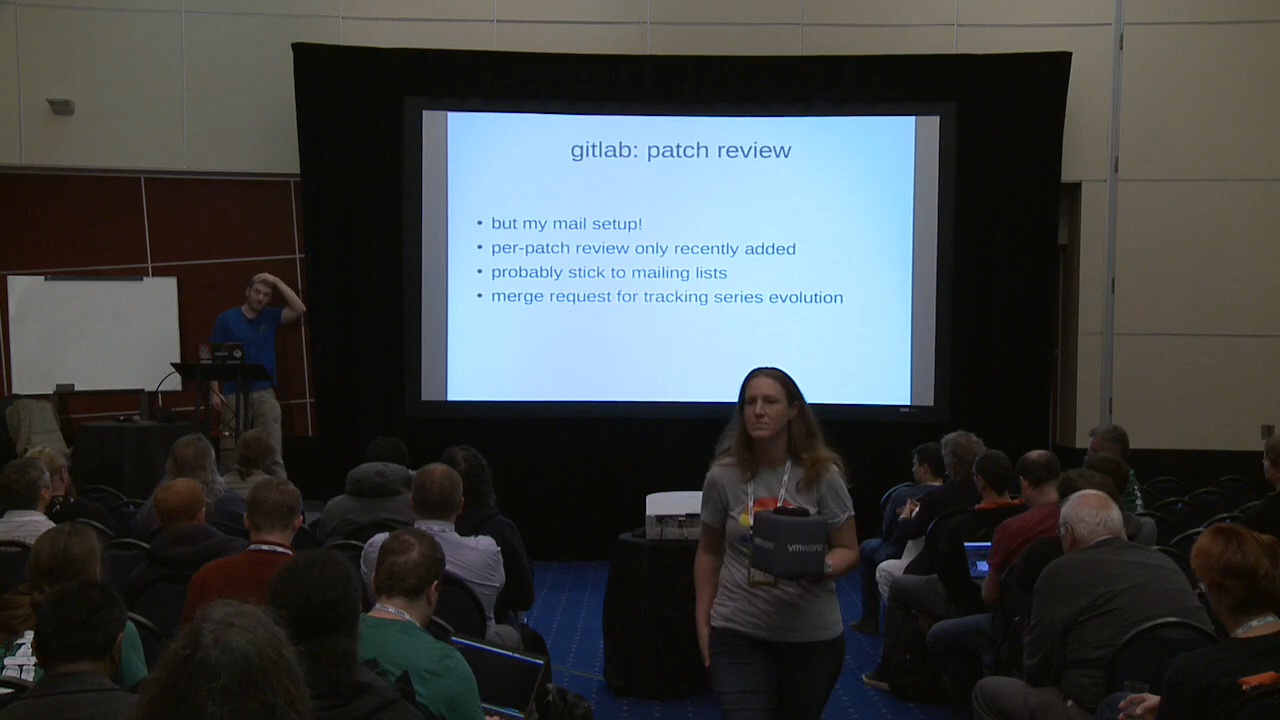 gitlab: patch review
• but my mail setup!
• per-patch review only recently added
• probably stick to mailing lists
• merge request for tracking series evolution
vmware